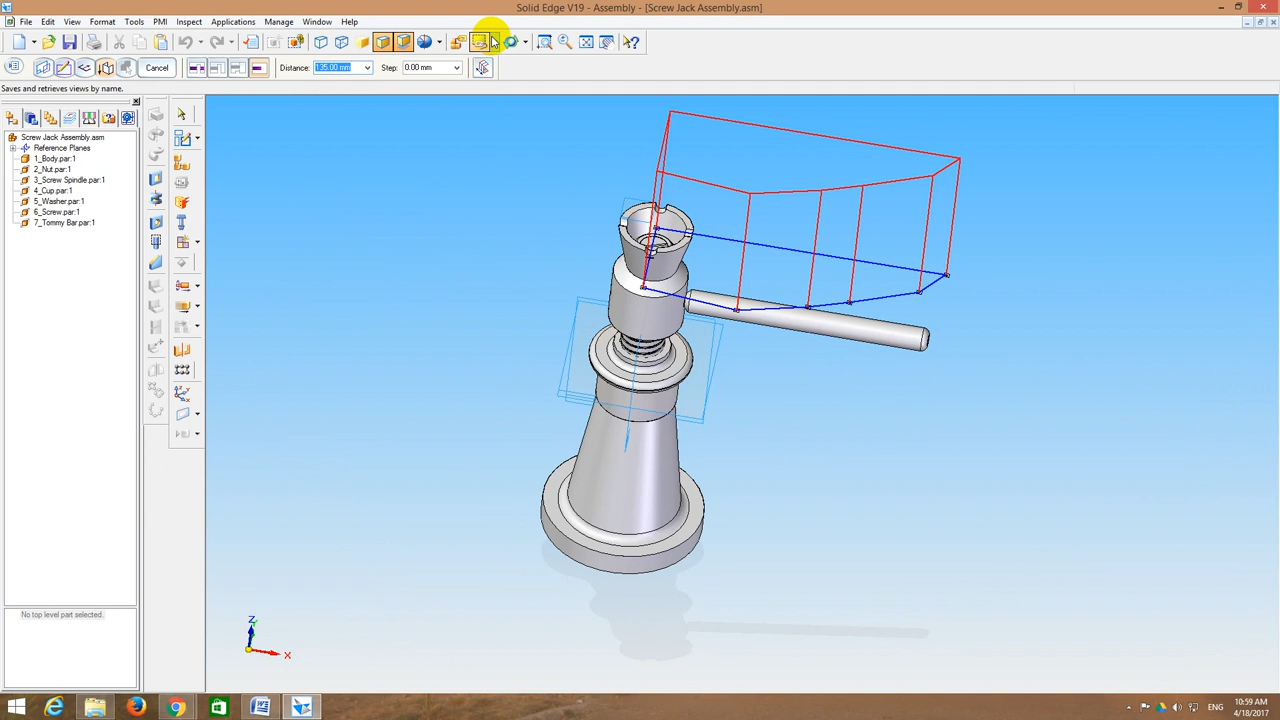 Solid Edge V19 - Assembly - [Screw Jack Assembly.asm]
File Edit View Format Tools PMI Inspect Applications Manage Window Help
Cancel Distance: 135.00 mm Step: 0.00 mm
Saves and retrieves views by name.
Screw Jack Assembly.asm
Reference Planes
1_Body.par:1
2_Nut.par:1
3_Screw Spindle.par:1
4_Cup.par:1
5_Washer.par:1
6_Screw.par:1
7_Tommy Bar.par:1
No top level part selected.
Z
X
ENG
10:59 AM
4/18/2017